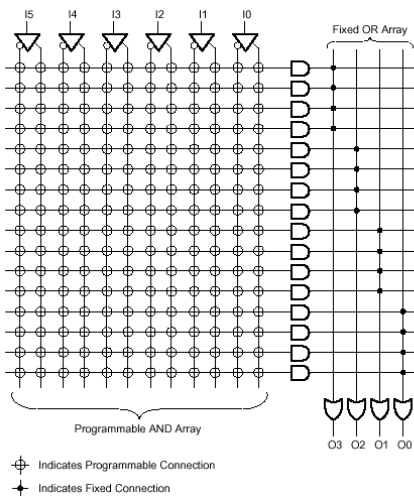 I5 I4 I3 I2 I1 I0
Fixed OR Array
O3 O2 O1 O0
Programmable AND Array
Indicates Programmable Connection
Indicates Fixed Connection